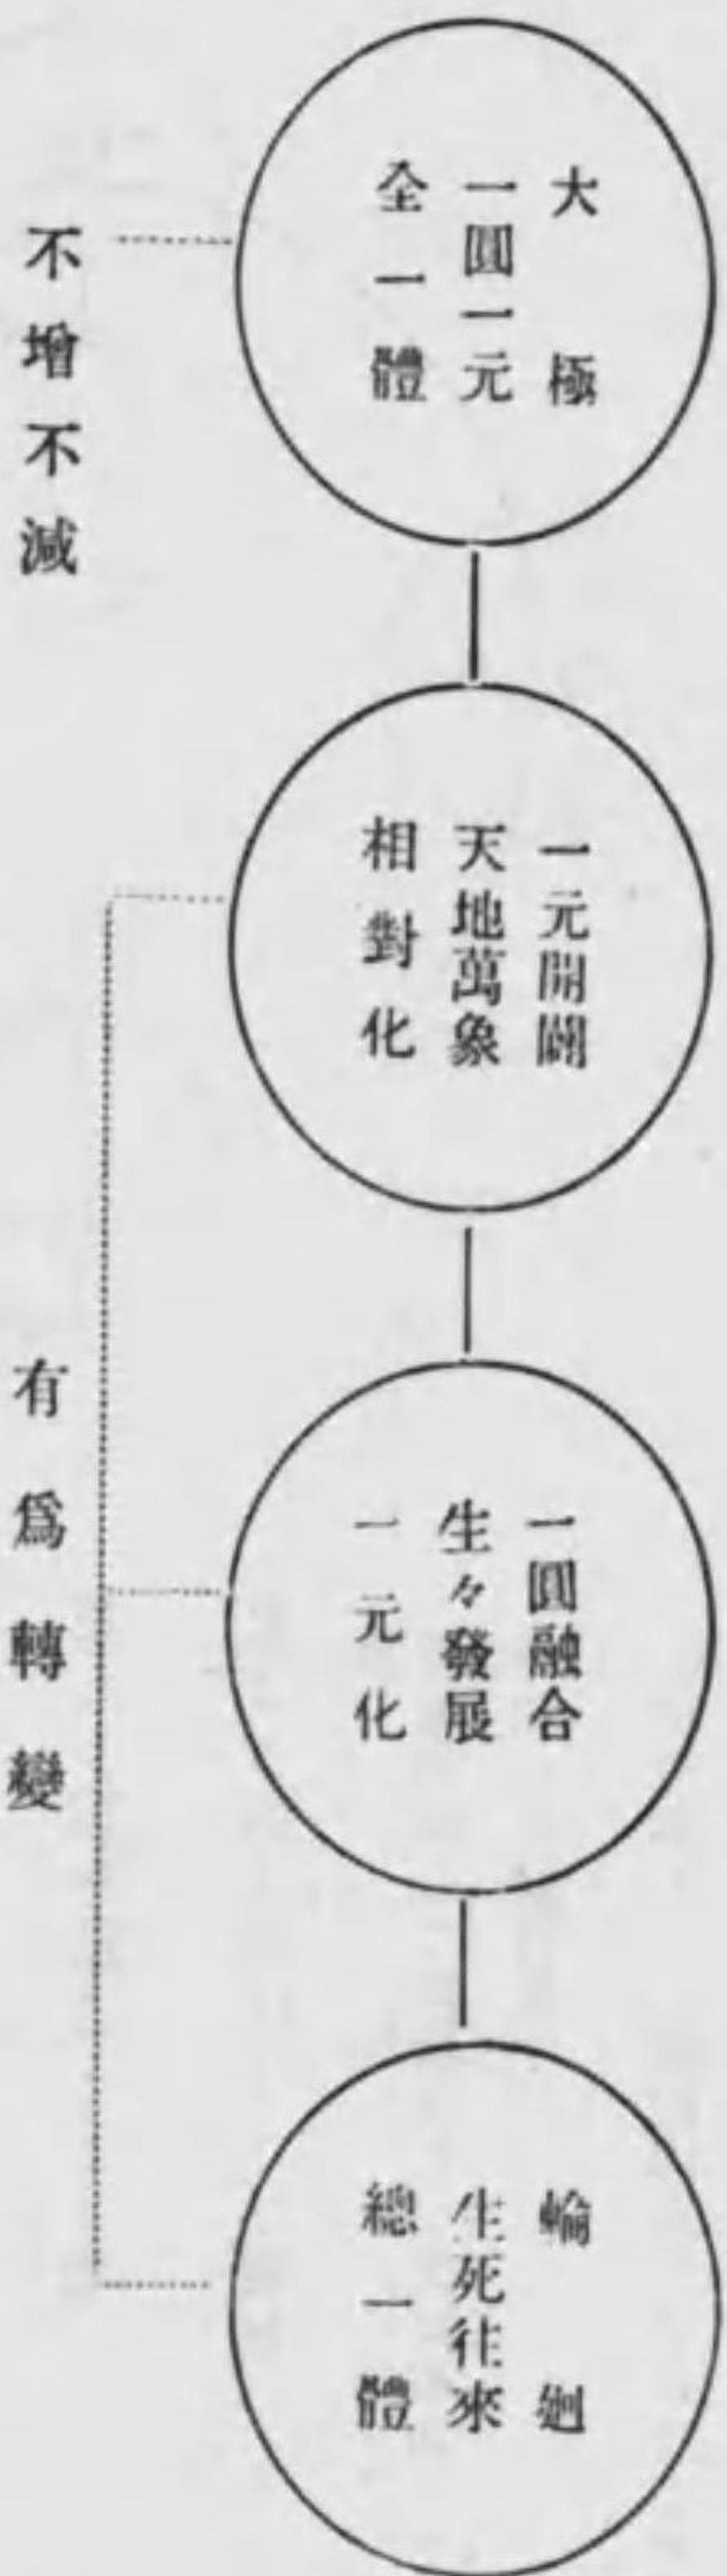 大極
一圓一元
全一體
不增不減
一元開闢
天地萬象
相對化
一圓融合
生々發展
一元化
輪廻
生死往來
總一體
有爲轉變